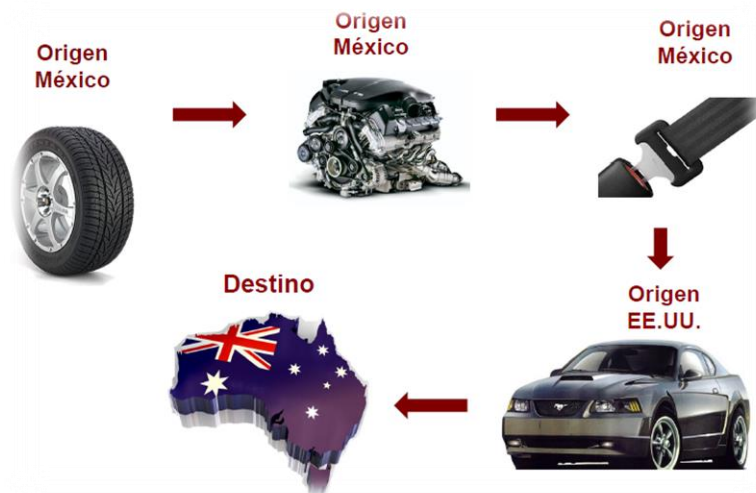 Origen
México
Origen
México
Origen
México
Origen
EE.UU.
Destino